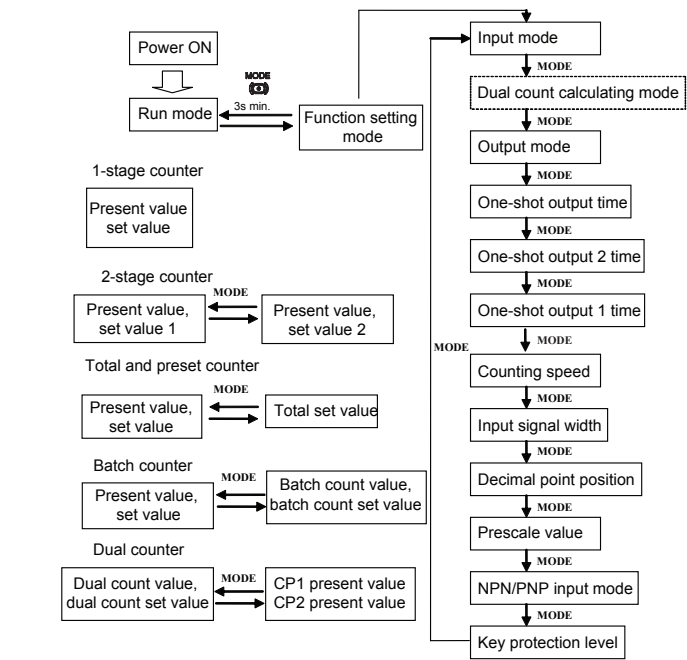 Power ON
MODE
3s min.
Run mode
Function setting
mode
1-stage counter
Present value
set value
2-stage counter
MODE
Present value,
set value 1
Present value,
set value 2
Total and preset counter
MODE
Present value,
set value
Total set value
Batch counter
MODE
Present value,
set value
Batch count value,
batch count set value
Dual counter
MODE
Dual count value,
dual count set value
CP1 present value
CP2 present value
MODE
Input mode
MODE
Dual count calculating mode
MODE
Output mode
MODE
One-shot output time
MODE
One-shot output 2 time
MODE
One-shot output 1 time
MODE
Counting speed
MODE
Input signal width
MODE
Decimal point position
MODE
Prescale value
MODE
NPN/PNP input mode
MODE
Key protection level